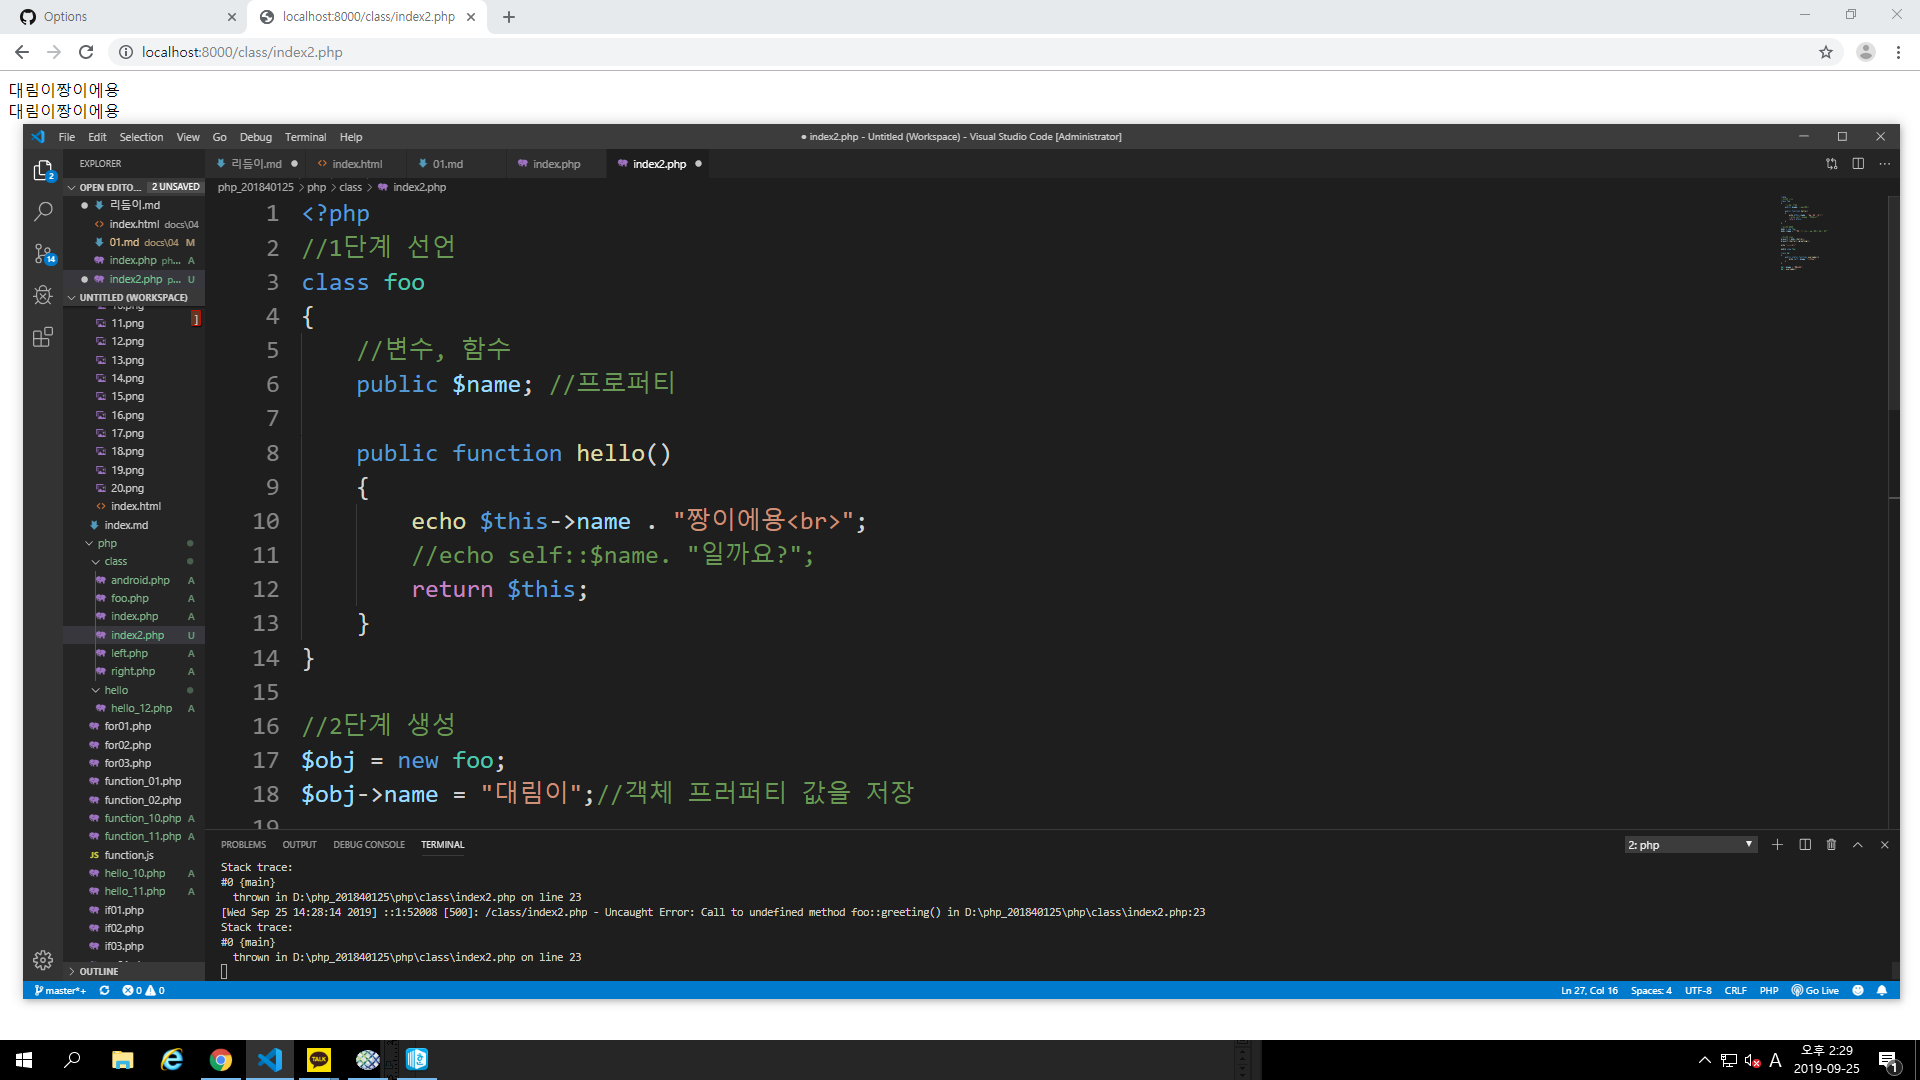 Options
localhost:8000/class/index2.php
localhost:8000/class/index2.php
대림이짱이에용
대림이짱이에용
File Edit Selection View Go Debug Terminal Help
● index2.php - Untitled (Workspace) - Visual Studio Code [Administrator]
EXPLORER
리듬이.md ●
index.html
01.md
index.php
index2.php ●
OPEN EDITO... 2 UNSAVED
● 리듬이.md
index.html docs\04
01.md docs\04 M
index.php ph... A
● index2.php p... U
UNTITLED (WORKSPACE)
11.png
12.png
13.png
14.png
15.png
16.png
17.png
18.png
19.png
20.png
index.html
index.md
php
class
android.php A
foo.php A
index.php A
index2.php U
left.php A
right.php A
hello
hello_12.php A
for01.php
for02.php
for03.php
function_01.php
function_02.php
function_10.php A
function_11.php A
JS function.js
hello_10.php A
hello_11.php A
if01.php
if02.php
if03.php
OUTLINE
2
14
php_201840125 > php > class > index2.php
1 <?php
2 //1단계 선언
3 class foo
4 {
5 //변수, 함수
6 public $name; //프로퍼티
7
8 public function hello()
9 {
10 echo $this->name . "짱이에용<br>";
11 //echo self::$name. "일까요?";
12 return $this;
13 }
14 }
15
16 //2단계 생성
17 $obj = new foo;
18 $obj->name = "대림이";//객체 프러퍼티 값을 저장
19
PROBLEMS OUTPUT DEBUG CONSOLE TERMINAL
2: php
Stack trace:
#0 {main}
thrown in D:\php_201840125\php\class\index2.php on line 23
[Wed Sep 25 14:28:14 2019] ::1:52008 [500]: /class/index2.php - Uncaught Error: Call to undefined method foo::greeting() in D:\php_201840125\php\class\index2.php:23
Stack trace:
#0 {main}
thrown in D:\php_201840125\php\class\index2.php on line 23
master*+ 0 0
Ln 27, Col 16 Spaces: 4 UTF-8 CRLF PHP Go Live
TALK
A
오후 2:29
2019-09-25
1